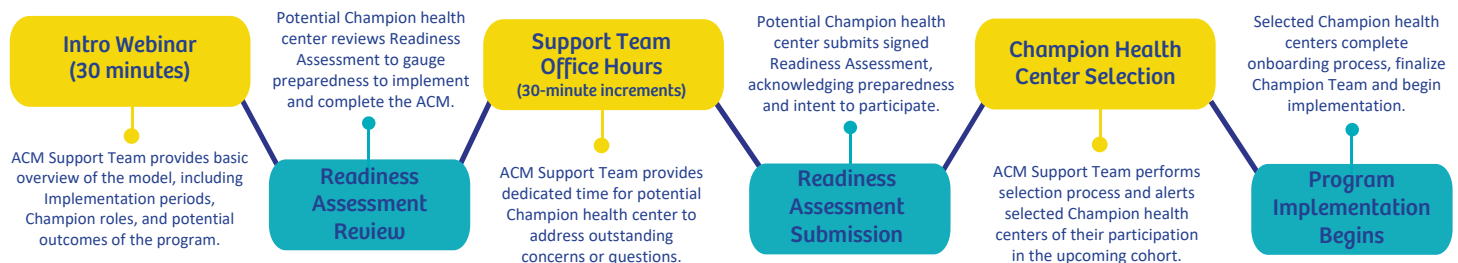 Intro Webinar
(30 minutes)
ACM Support Team provides basic
overview of the model, including
Implementation periods,
Champion roles, and potential
outcomes of the program.
Potential Champion health
center reviews Readiness
Assessment to gauge
preparedness to implement
and complete the ACM.
Readiness
Assessment
Review
Support Team
Office Hours
(30-minute increments)
ACM Support Team provides
dedicated time for potential
Champion health center to
address outstanding
concerns or questions.
Potential Champion health
center submits signed
Readiness Assessment,
acknowledging preparedness
and intent to participate.
Readiness
Assessment
Submission
Champion Health
Center Selection
ACM Support Team performs
selection process and alerts
selected Champion health
centers of their participation
in the upcoming cohort.
Selected Champion health
centers complete
onboarding process, finalize
Champion Team and begin
implementation.
Program
Implementation
Begins